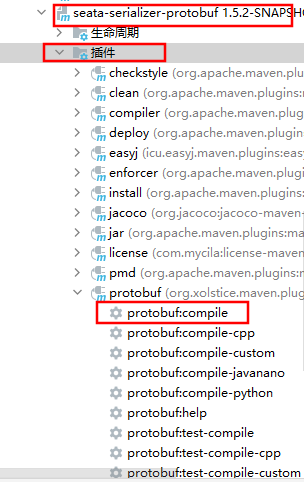 seata-serializer-protobuf 1.5.2-SNAPSH
生命周期
插件
checkstyle (org.apache.maven.plugins
clean (org.apache.maven.plugins:
compiler (org.apache.maven.plug
deploy (org.apache.maven.plugin
easyj (icu.easyj.maven.plugins:eas
enforcer (org.apache.maven.plug
install (org.apache.maven.plugins
jacoco (org.jacoco:jacoco-maven-
jar (org.apache.maven.plugins:ma
license (com.mycila:license-maven
pmd (org.apache.maven.plugins:m
protobuf (org.xolstice.maven.plug
protobuf:compile
protobuf:compile-cpp
protobuf:compile-custom
protobuf:compile-javanano
protobuf:compile-python
protobuf:help
protobuf:test-compile
protobuf:test-compile-cpp
protobuf:test-compile-custom